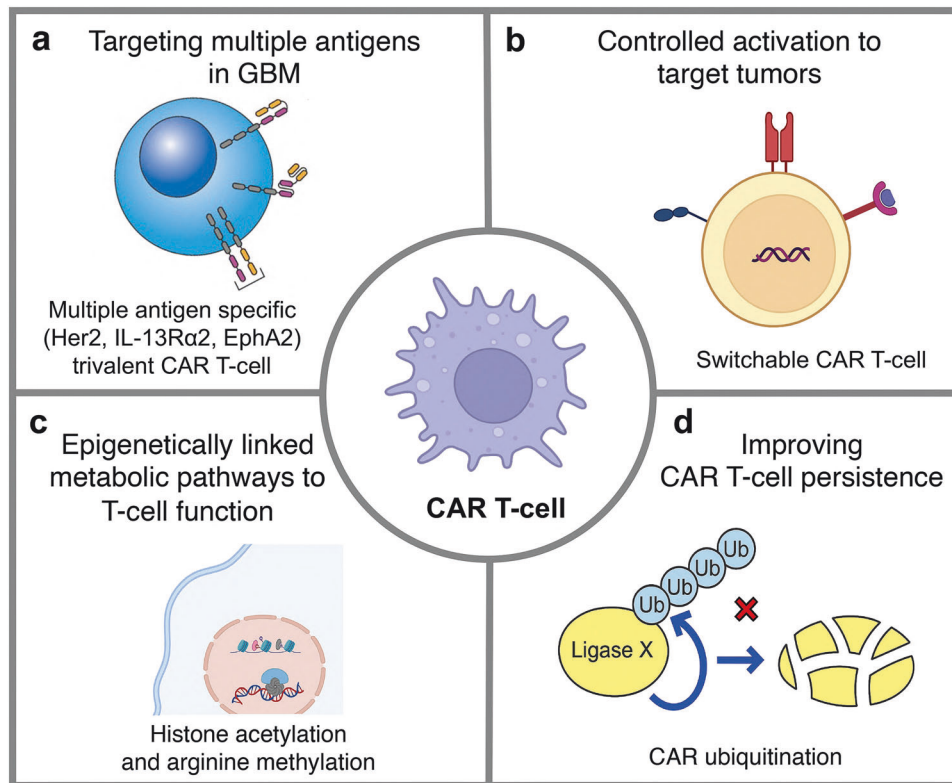 a
Targeting multiple antigens
in GBM
Multiple antigen specific
(Her2, IL-13Rα2, EphA2)
trivalent CAR T-cell
b
Controlled activation to
target tumors
Switchable CAR T-cell
CAR T-cell
c
Epigenetically linked
metabolic pathways to
T-cell function
Histone acetylation
and arginine methylation
d
Improving
CAR T-cell persistence
Ub
Ub
Ub
Ub
Ligase X
CAR ubiquitination